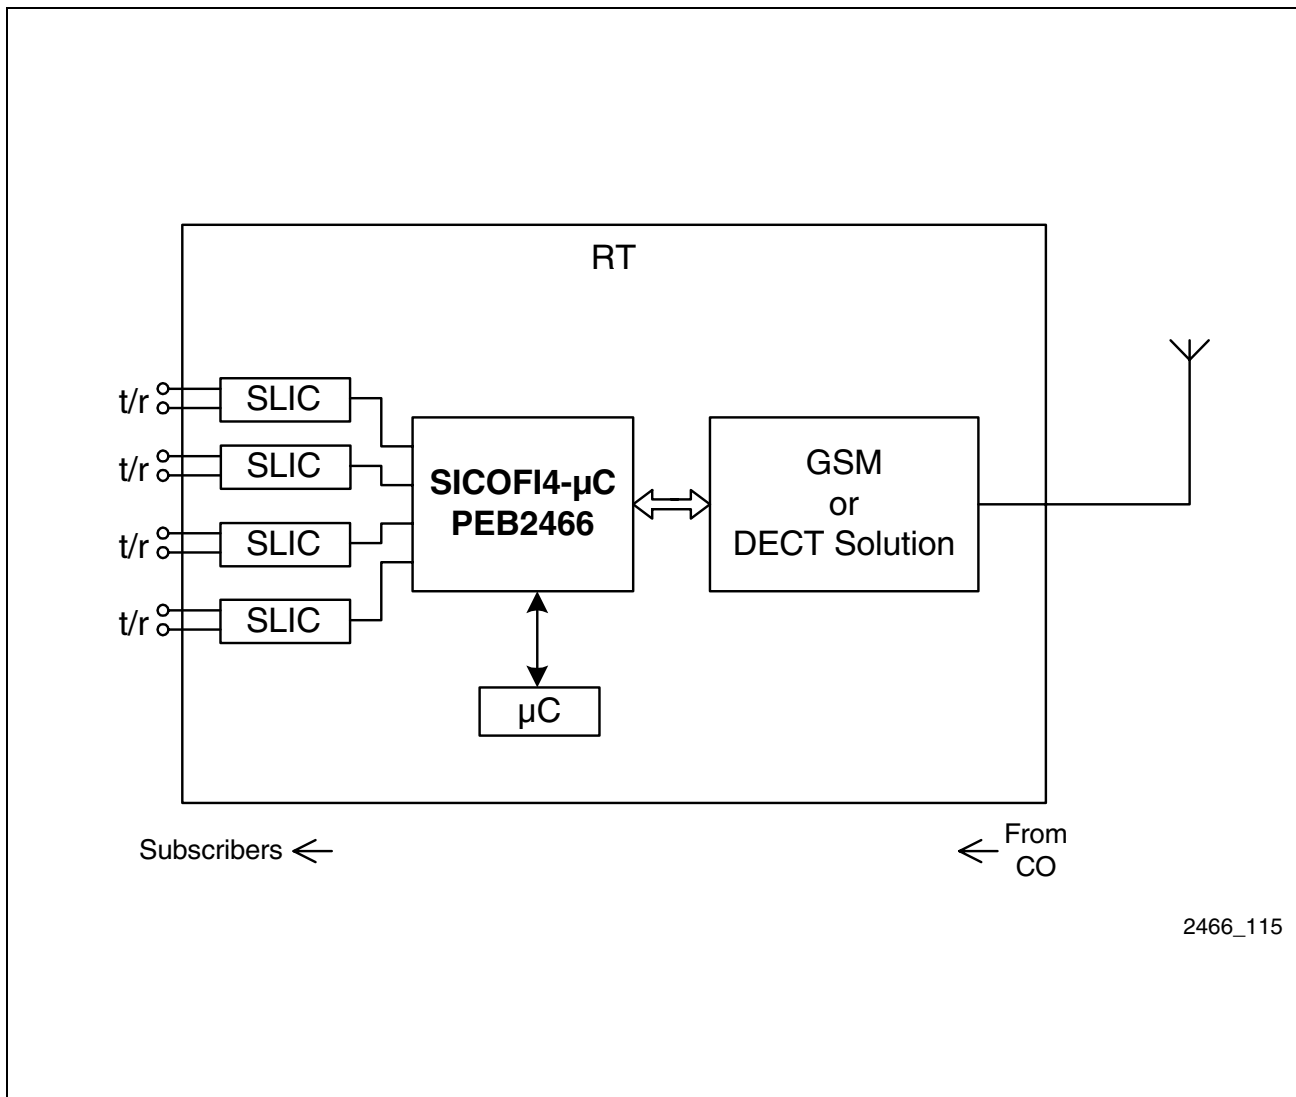 RT
t/r SLIC
t/r SLIC
t/r SLIC
t/r SLIC
SICOFI4-µC
PEB2466
GSM
or
DECT Solution
µC
Subscribers
From
CO
2466_115